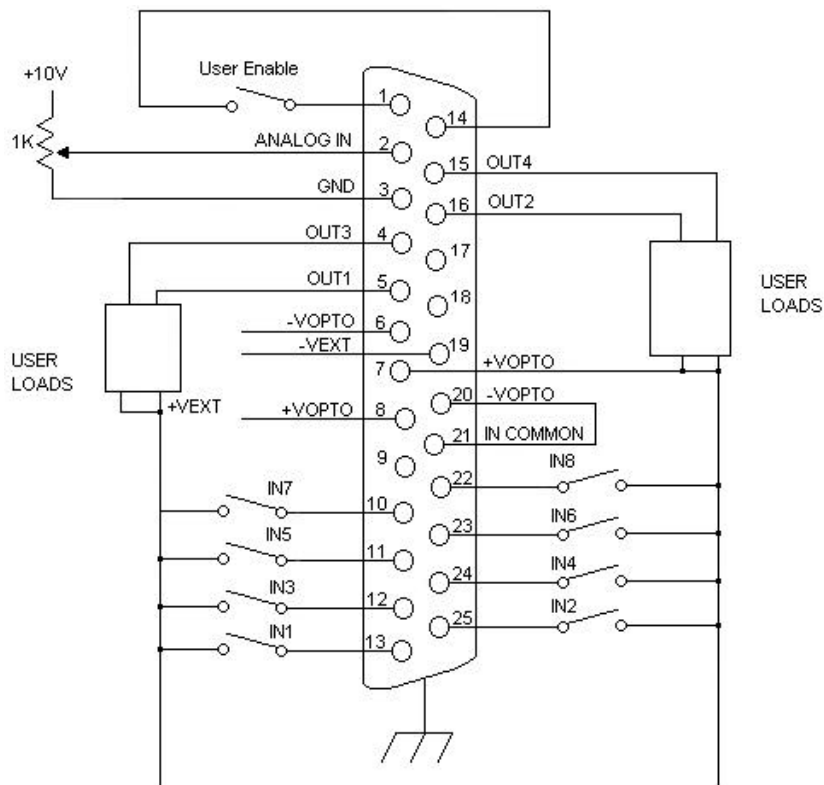 User Enable
+10V
1
14
1K
ANALOG IN
2
15
OUT4
GND
3
16
OUT2
OUT3
4
17
OUT1
5
18
USER
LOADS
-VOPTO
6
19
-VEXT
7
+VOPTO
USER
LOADS
+VEXT
+VOPTO
8
20
-VOPTO
21
IN COMMON
9
22
IN8
IN7
10
23
IN6
IN5
11
24
IN4
IN3
12
25
IN2
IN1
13